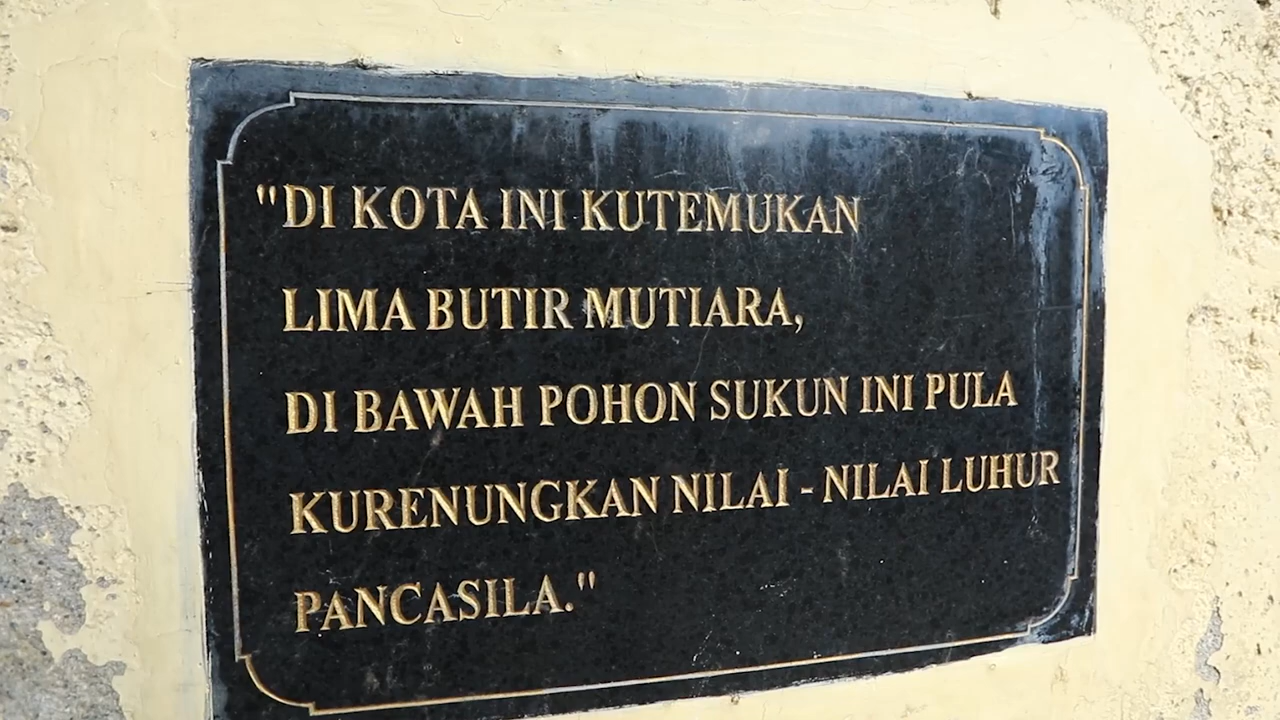 "DI KOTA INI KUTEMUKAN
LIMA BUTIR MUTIARA,
DI BAWAH POHON SUKUN INI PULA
KURENUNGKAN NILAI - NILAI LUHUR
PANCASILA."